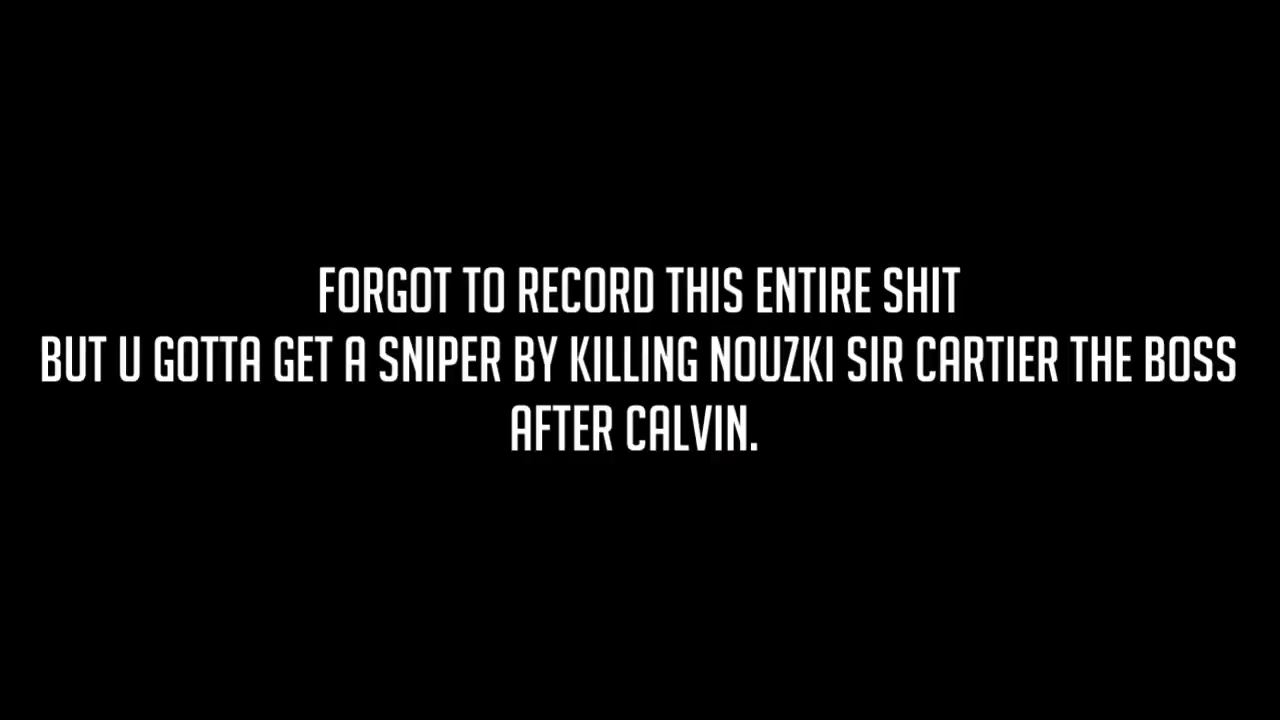 FORGOT TO RECORD THIS ENTIRE SHIT
BUT U GOTTA GET A SNIPER BY KILLING NOUZKI SIR CARTIER THE BOSS
AFTER CALVIN.